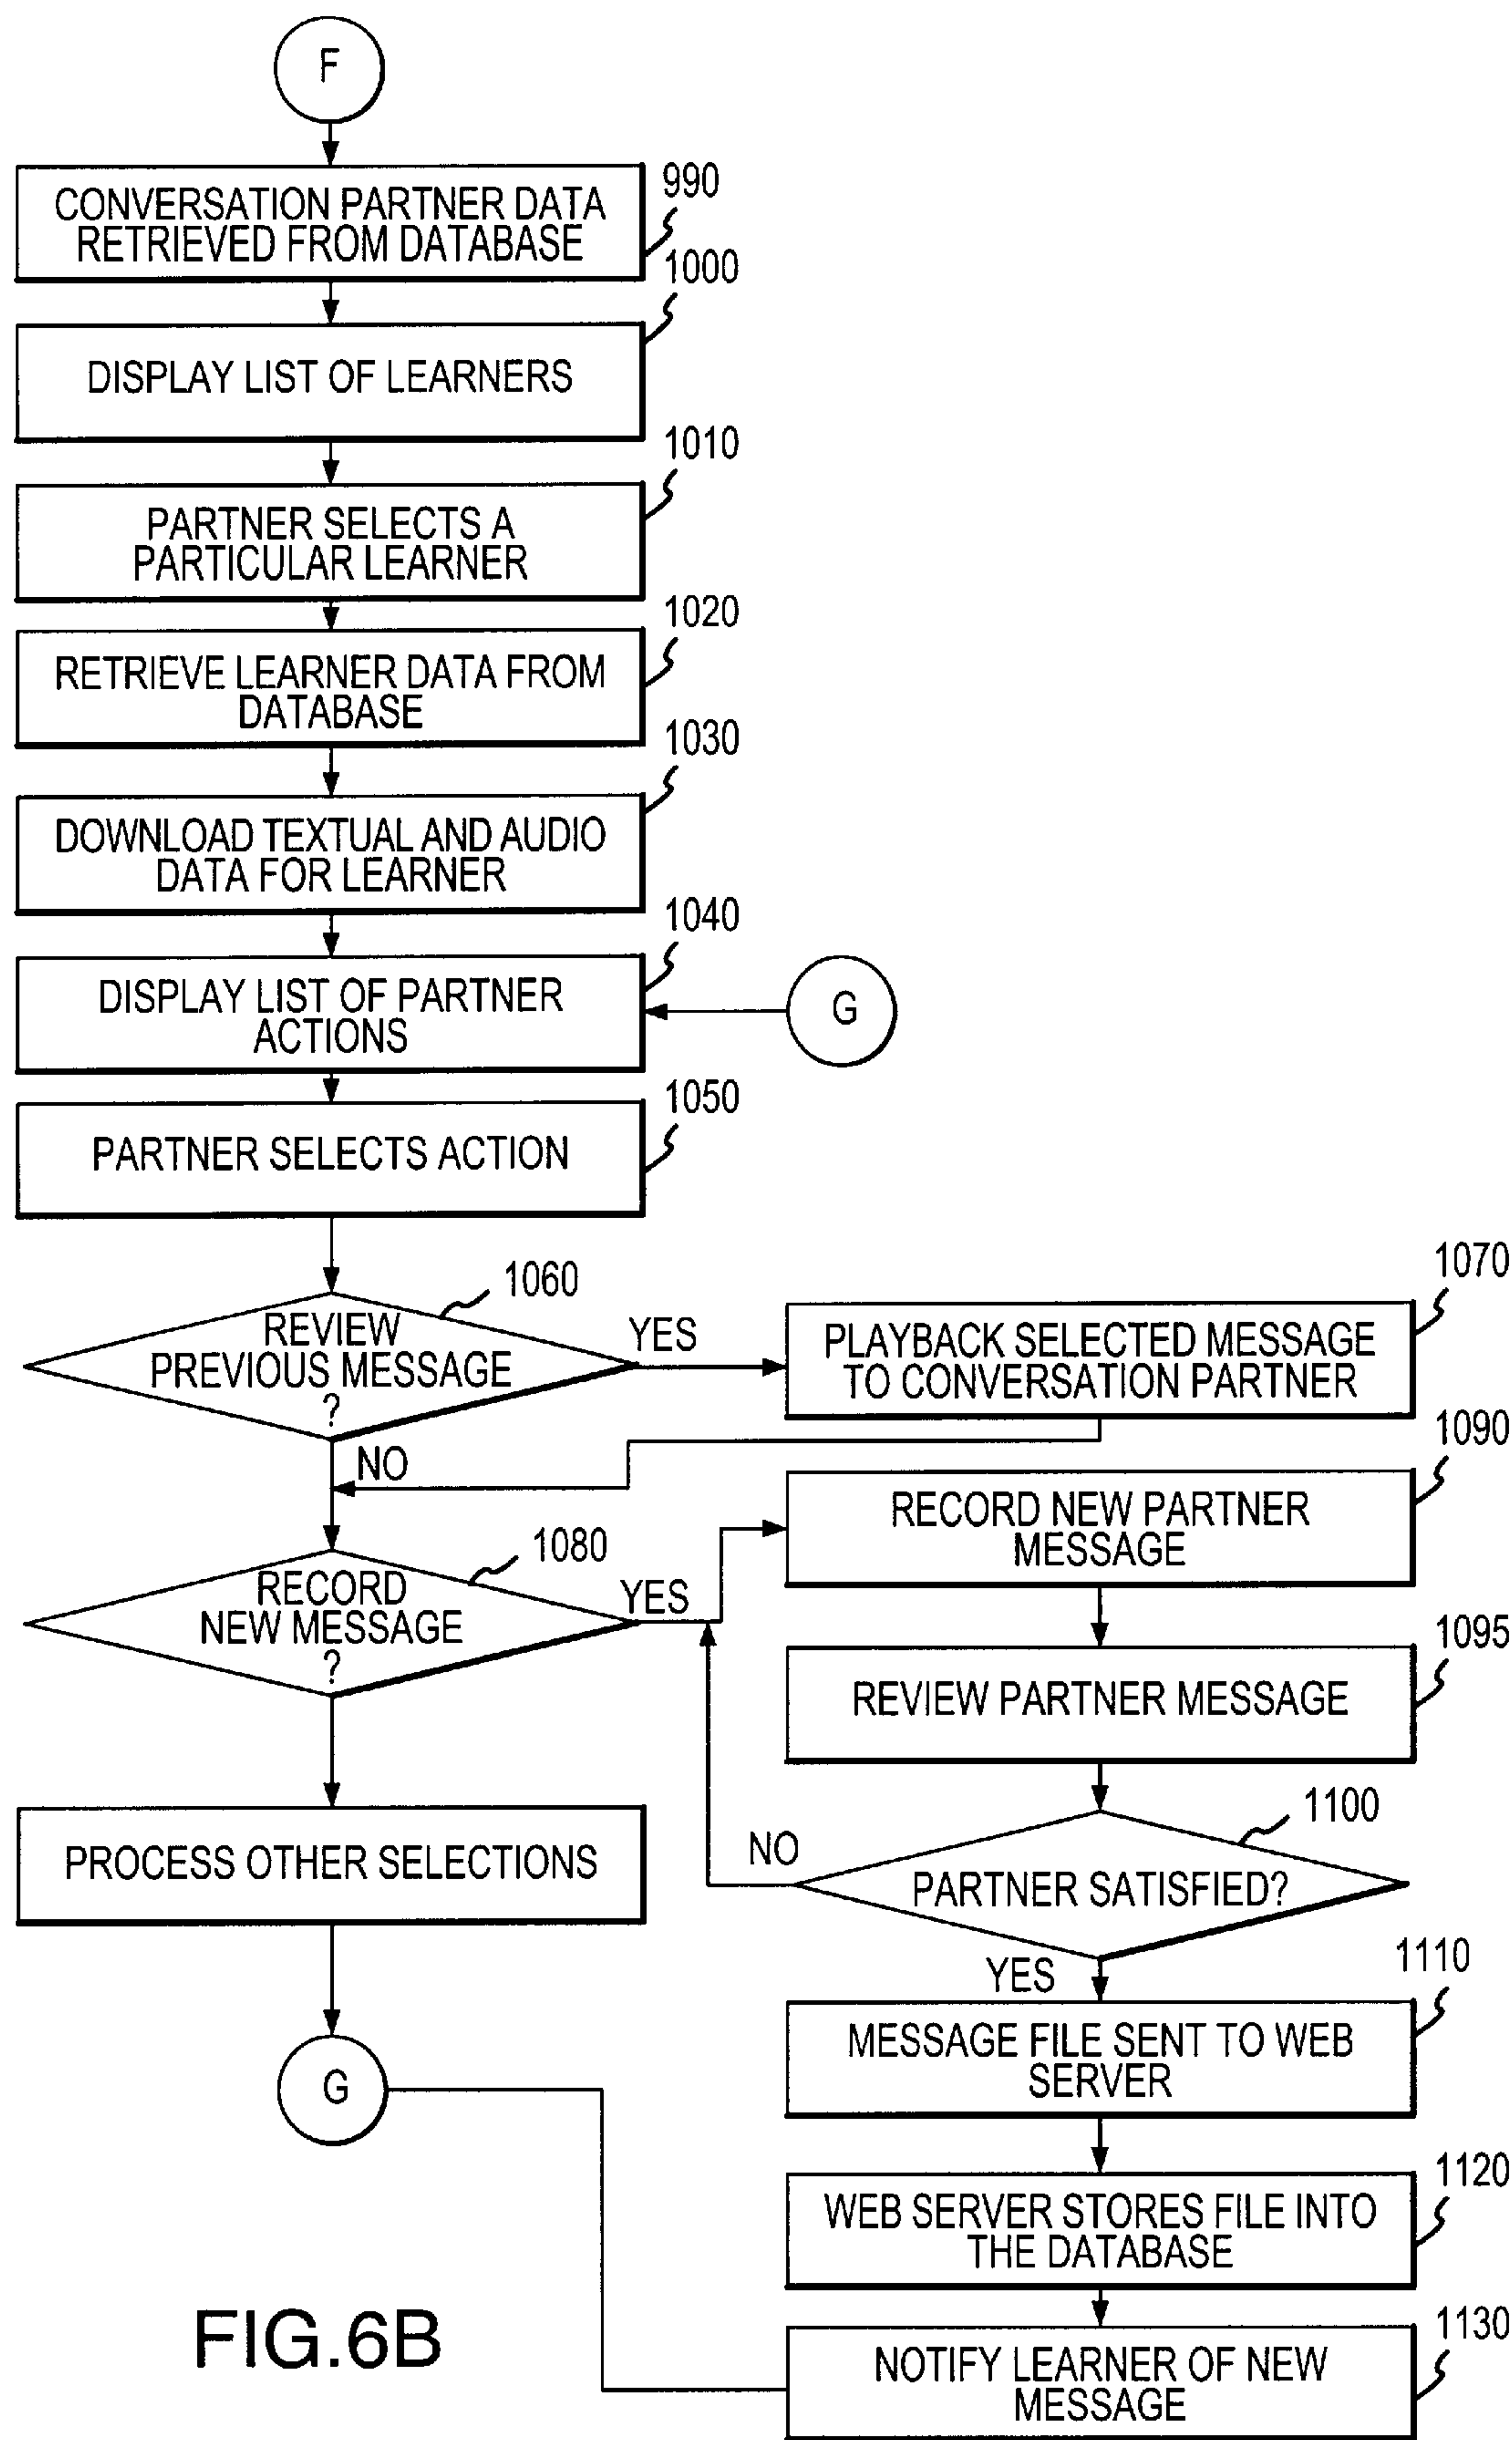 F
CONVERSATION PARTNER DATA
RETRIEVED FROM DATABASE
990
1000
DISPLAY LIST OF LEARNERS
1010
PARTNER SELECTS A
PARTICULAR LEARNER
1020
RETRIEVE LEARNER DATA FROM
DATABASE
1030
DOWNLOAD TEXTUAL AND AUDIO
DATA FOR LEARNER
1040
DISPLAY LIST OF PARTNER
ACTIONS
G
1050
PARTNER SELECTS ACTION
1060
REVIEW
PREVIOUS MESSAGE
?
YES
NO
1070
PLAYBACK SELECTED MESSAGE
TO CONVERSATION PARTNER
1080
RECORD
NEW MESSAGE
?
YES
1090
RECORD NEW PARTNER
MESSAGE
1095
REVIEW PARTNER MESSAGE
1100
PARTNER SATISFIED?
NO
YES
PROCESS OTHER SELECTIONS
G
1110
MESSAGE FILE SENT TO WEB
SERVER
1120
WEB SERVER STORES FILE INTO
THE DATABASE
1130
NOTIFY LEARNER OF NEW
MESSAGE
FIG.6B